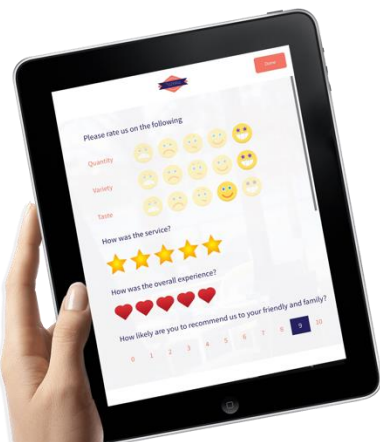 Done
Please rate us on the following
Quantity
Variety
Taste
How was the service?
How was the overall experience?
How likely are you to recommend us to your friendly and family?
0 1 2 3 4 5 6 7 8 9 10